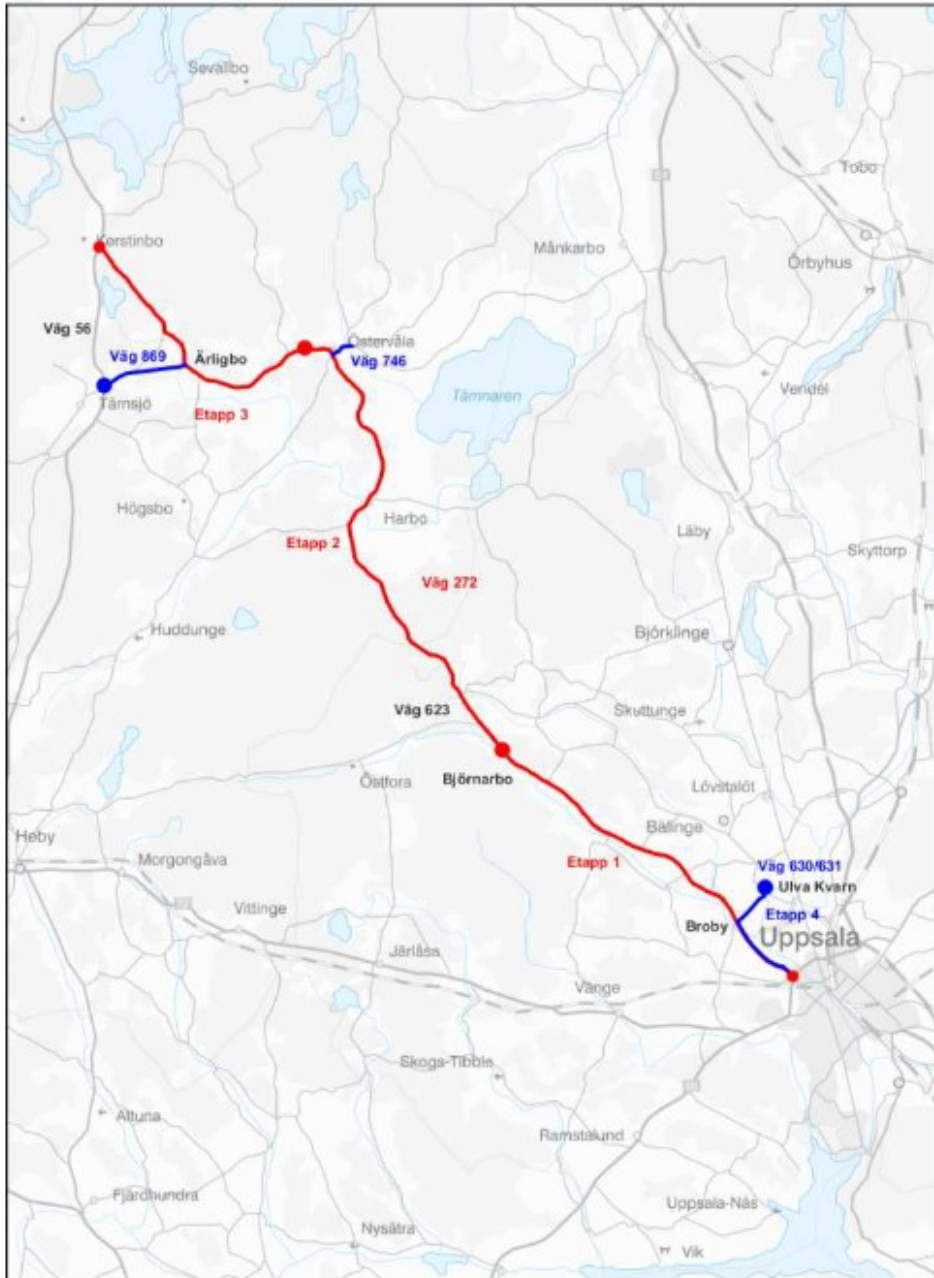 Sevallbo
Tobo
Kerstinbo
Månkarbo
Örbyhus
Väg 56
Östervåla
Väg 869
Ärligbo
Väg 746
Vendel
Tämnaren
Tärnsjö
Etapp 3
Högsbo
Harbo
Läby
Etapp 2
Skyttorp
Väg 272
Huddunge
Björklinge
Väg 623
Skuttunge
Björnarbo
Östfora
Lövstalöt
Bälinge
Heby
Morgongåva
Etapp 1
Väg 630/631
Ulva Kvarn
Vittinge
Etapp 4
Broby
Uppsala
Järlåsa
Vänge
Skogs-Tibble
Altuna
Ramstalund
Fjärdhundra
Uppsala-Näs
Nysätra
Vik